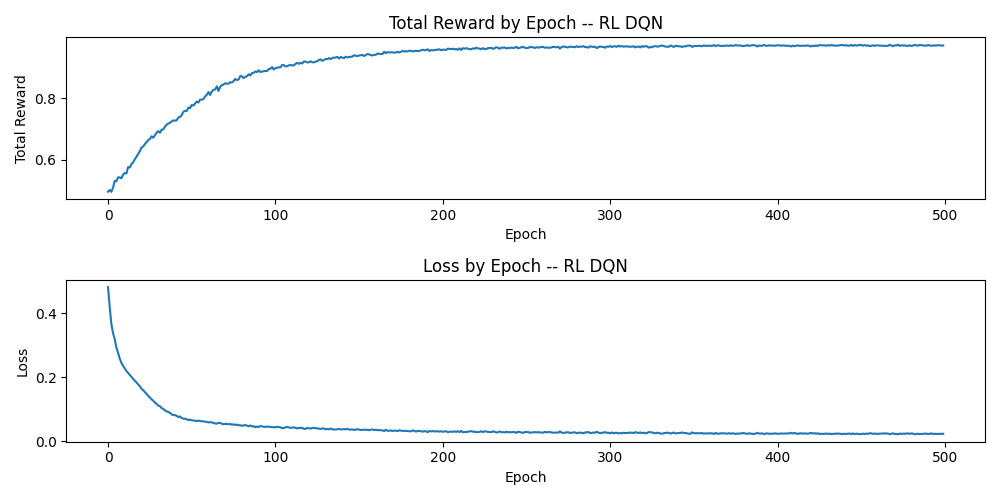 Total Reward by Epoch -- RL DQN
Total Reward
0.8
0.6
0 100 200 300 400 500
Epoch
Loss by Epoch -- RL DQN
Loss
0.4
0.2
0.0
0 100 200 300 400 500
Epoch